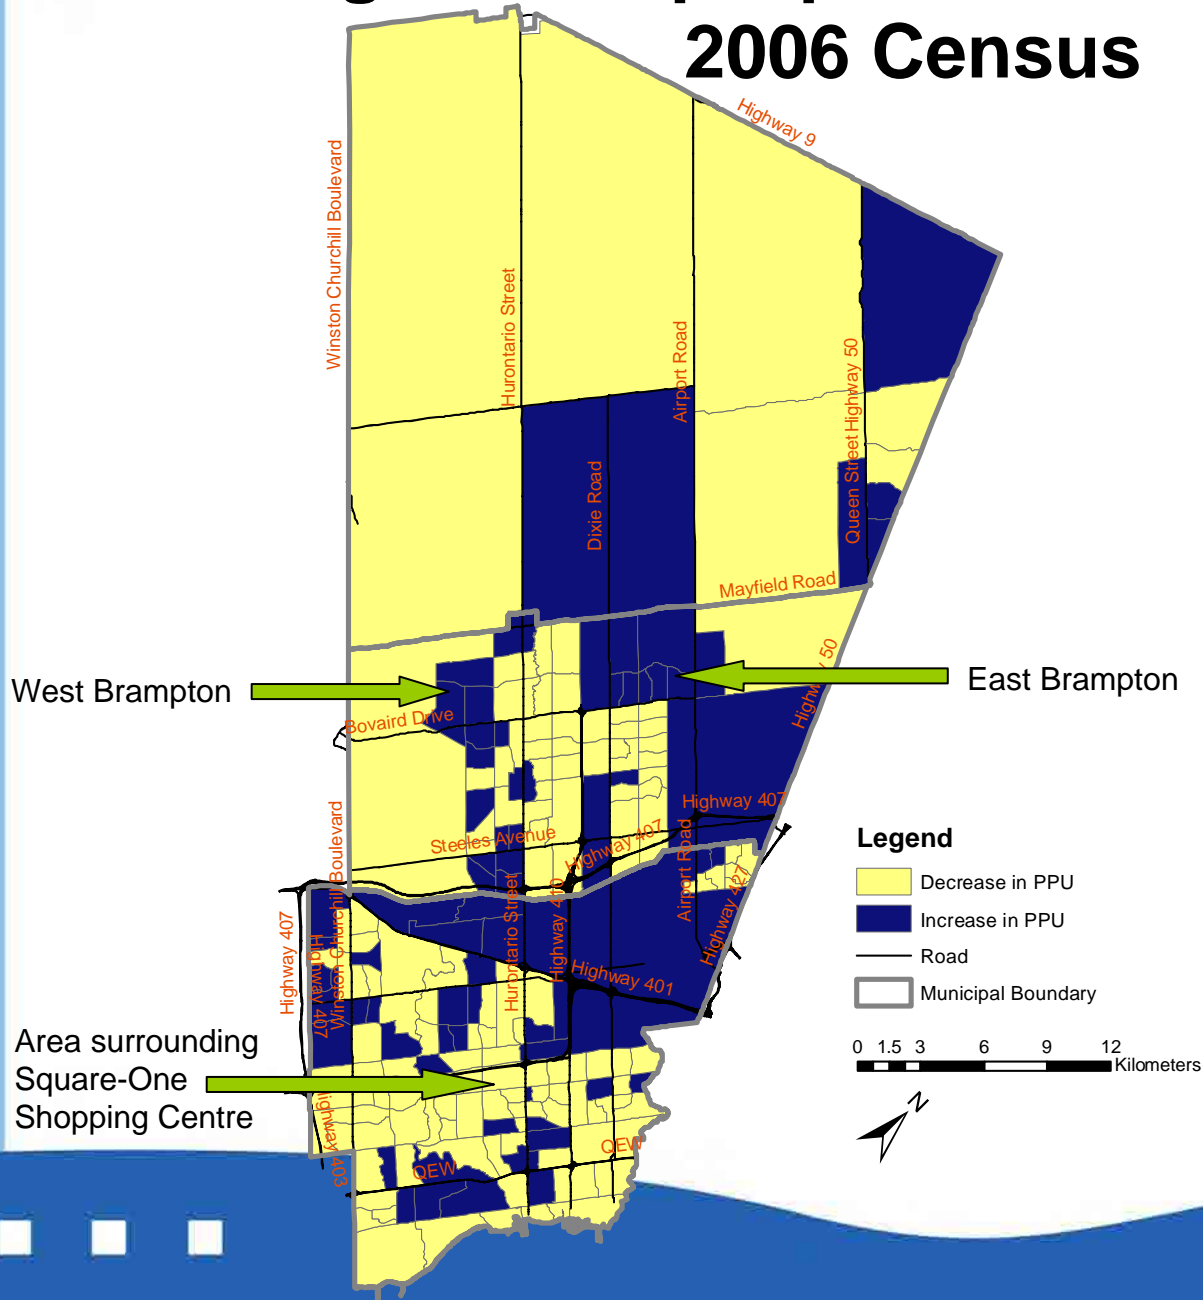 2006 Census
Highway 9
Winston Churchill Boulevard
Hurontario Street
Airport Road
Queen Street Highway 50
Dixie Road
Mayfield Road
West Brampton
East Brampton
Bovaird Drive
Highway 407
Steeles Avenue
Highway 407
Winston Churchill Boulevard
Hurontario Street
Highway 410
Airport Road
Highway 427
Highway 401
Highway 407
Highway 407
Area surrounding
Square-One
Shopping Centre
403
QEW
QEW
Legend
Decrease in PPU
Increase in PPU
Road
Municipal Boundary
0 1.5 3 6 9 12
Kilometers
N
50